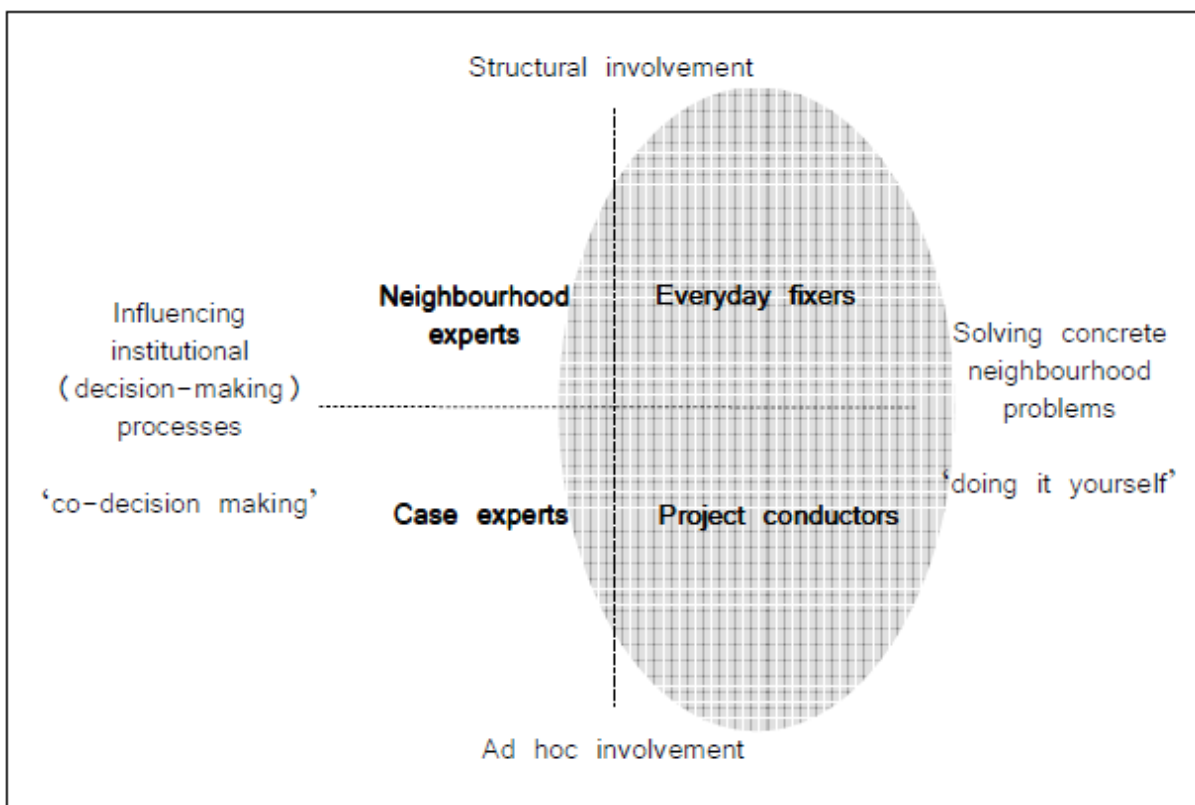 Structural involvement
Neighbourhood
experts
Everyday fixers
Influencing
institutional
(decision-making)
processes
Solving concrete
neighbourhood
problems
‘co-decision making’
‘doing it yourself’
Case experts
Project conductors
Ad hoc involvement